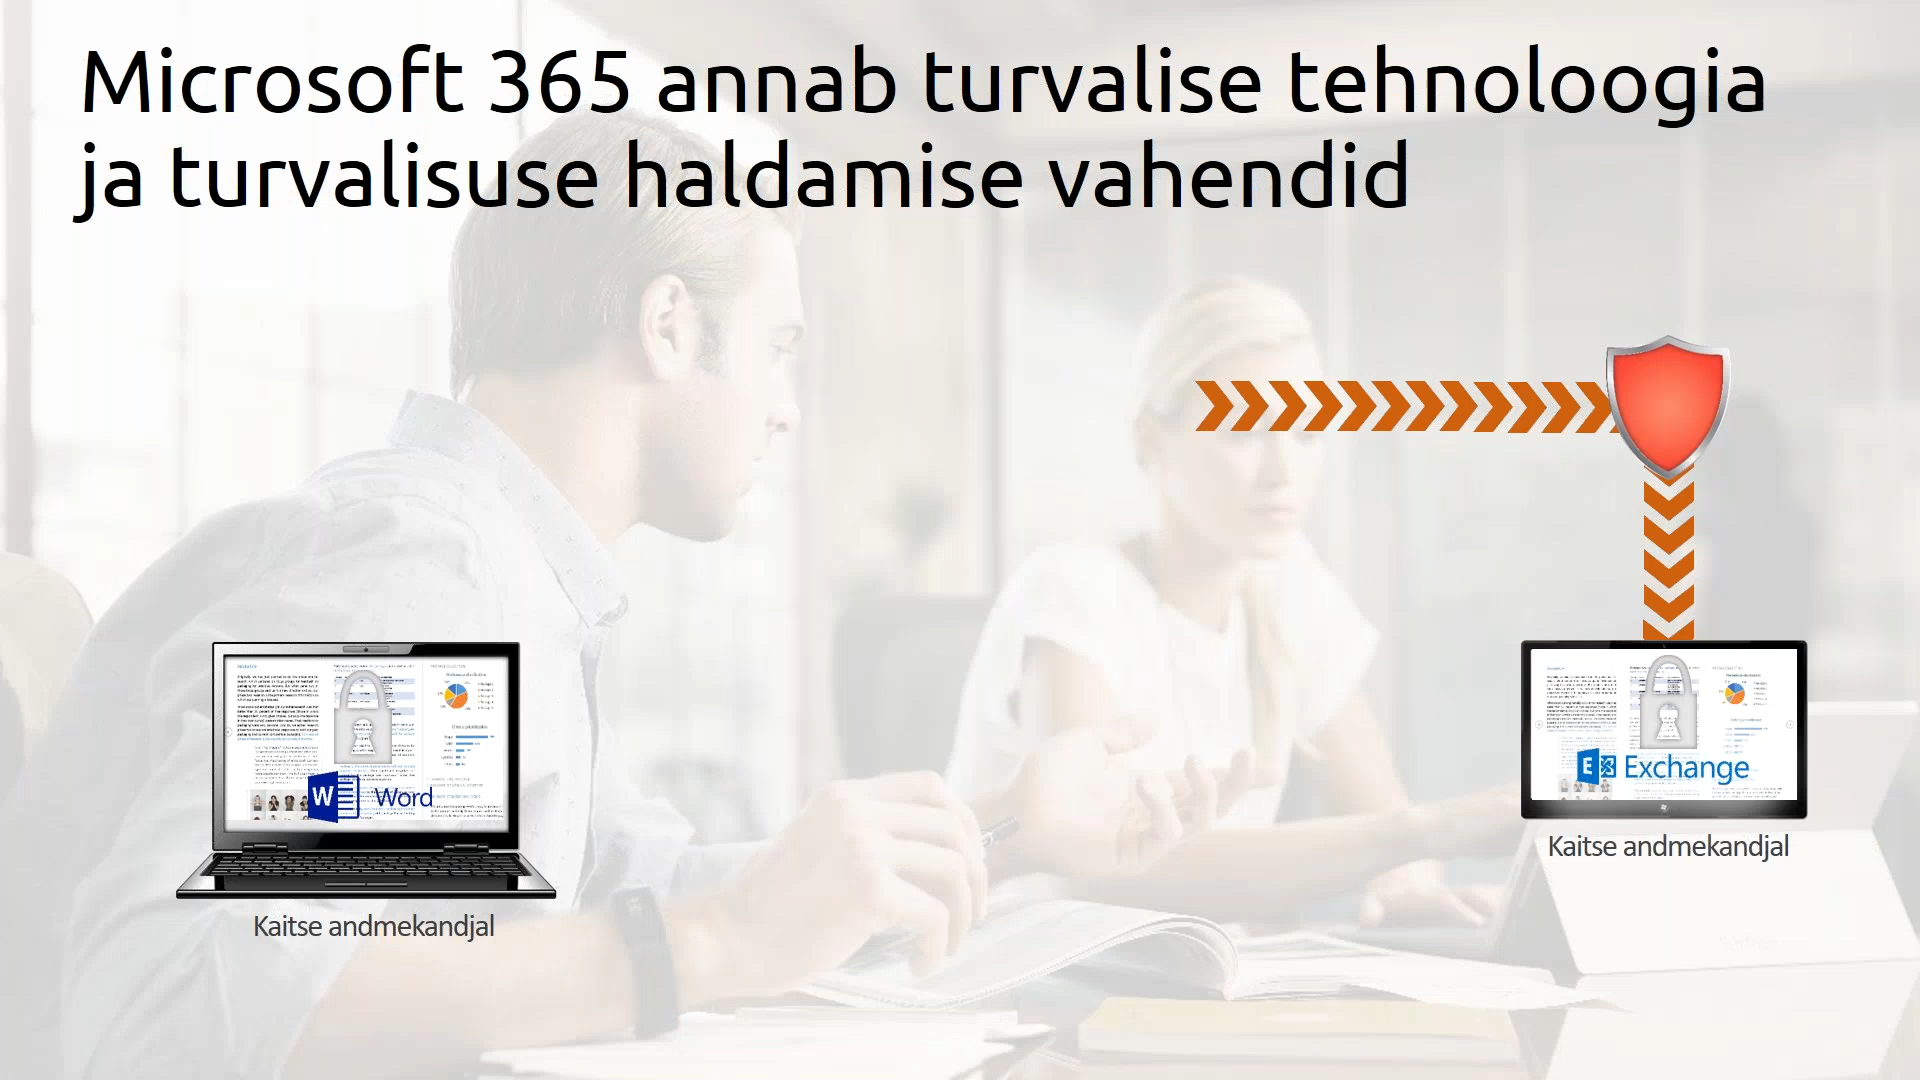 Microsoft 365 annab turvalise tehnoloogia
ja turvalisuse haldamise vahendid
Word
Kaitse andmekandjal
Exchange
Kaitse andmekandjal